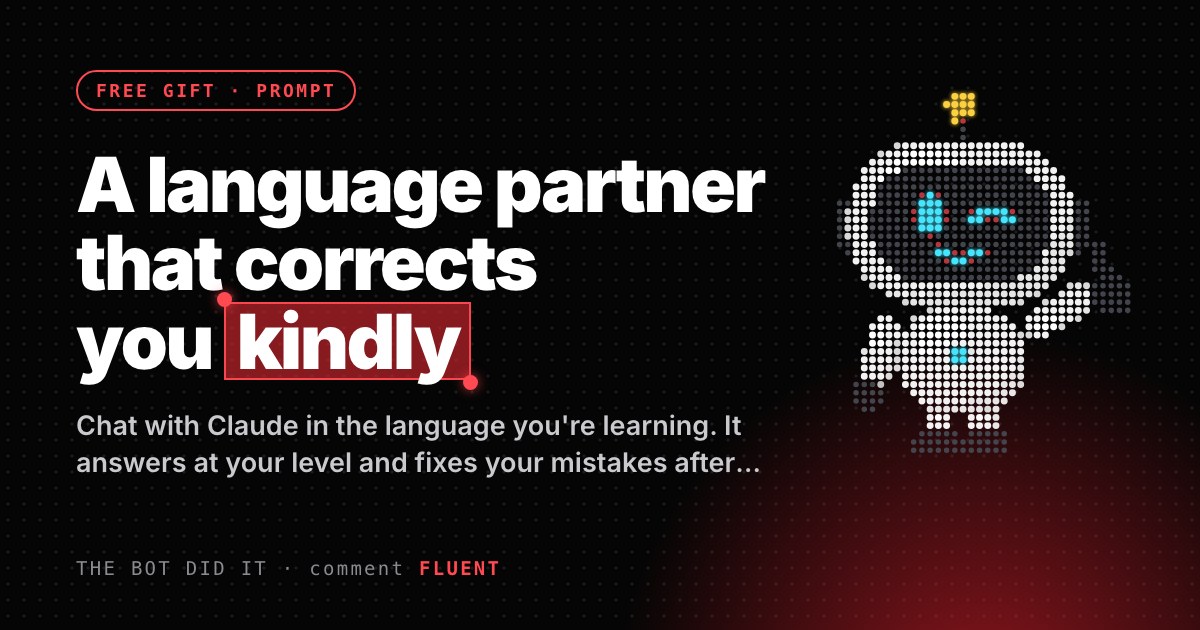 FREE GIFT · PROMPT
A language partner
that corrects
you kindly
Chat with Claude in the language you're learning. It
answers at your level and fixes your mistakes after...
THE BOT DID IT · comment FLUENT